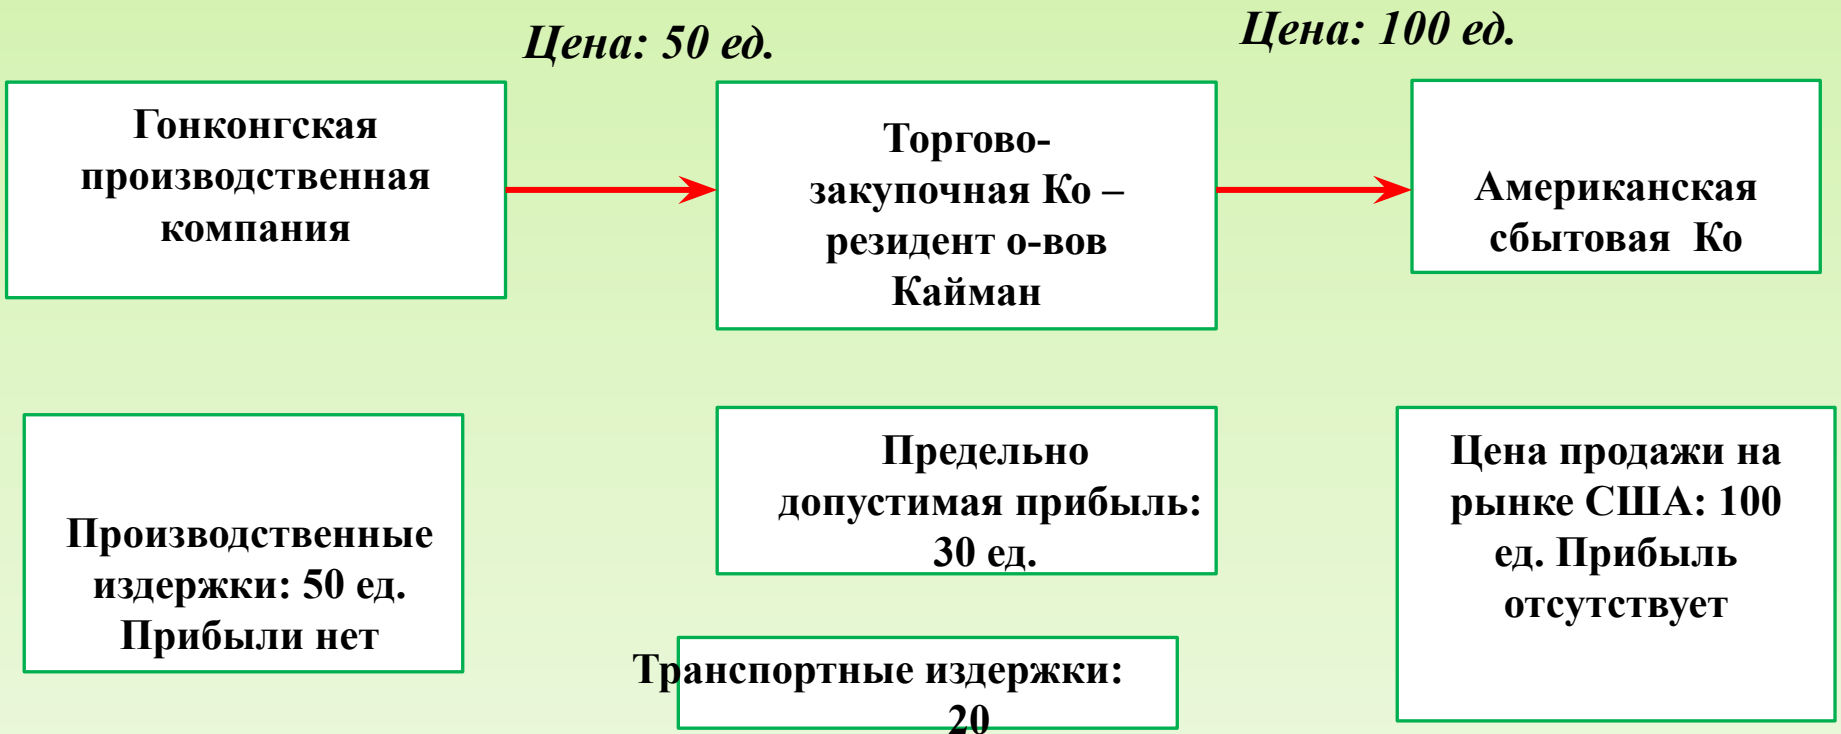 Цена: 50 ед.
Цена: 100 ед.
Гонконгская
производственная
компания
Торгово-
закупочная Ко –
резидент о-вов
Кайман
Американская
сбытовая Ко
Производственные
издержки: 50 ед.
Прибыли нет
Предельно
допустимая прибыль:
30 ед.
Транспортные издержки:
20
Цена продажи на
рынке США: 100
ед. Прибыль
отсутствует